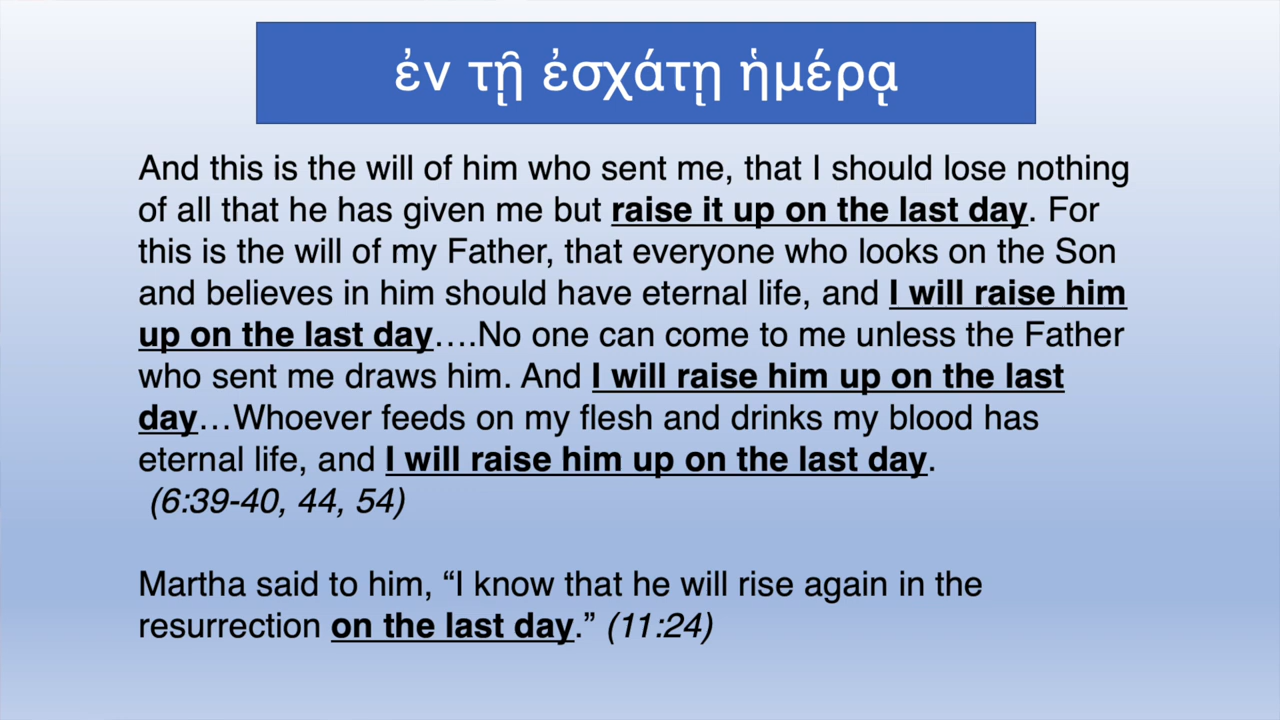 ἐν τῇ ἐσχάτῃ ἡμέρᾳ
And this is the will of him who sent me, that I should lose nothing
of all that he has given me but raise it up on the last day. For
this is the will of my Father, that everyone who looks on the Son
and believes in him should have eternal life, and I will raise him
up on the last day….No one can come to me unless the Father
who sent me draws him. And I will raise him up on the last
day…Whoever feeds on my flesh and drinks my blood has
eternal life, and I will raise him up on the last day.
(6:39-40, 44, 54)
Martha said to him, “I know that he will rise again in the
resurrection on the last day.” (11:24)